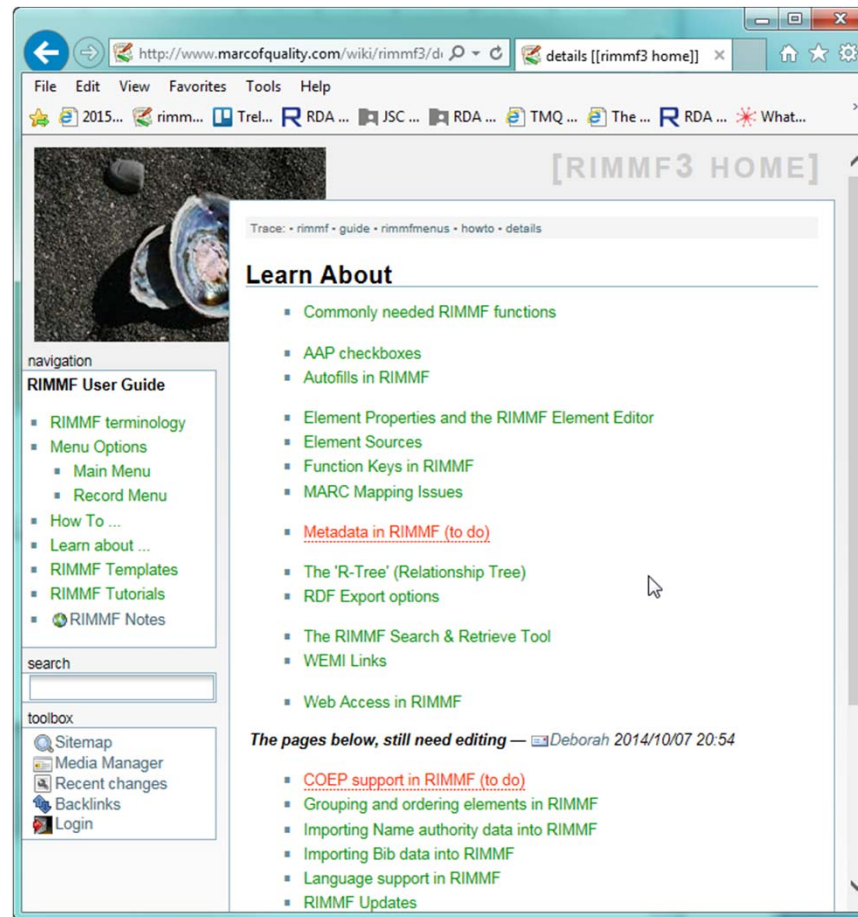 http://www.marcofquality.com/wiki/rimmf3/d
details [[rimmf3 home]]
File Edit View Favorites Tools Help
2015... rimm... Trel... RDA ... JSC ... RDA ... TMQ ... The ... RDA ... What...
[RIMMF3 HOME]
Trace: • rimmf • guide • rimmfmenus • howto • details
Learn About
Commonly needed RIMMF functions
AAP checkboxes
Autofills in RIMMF
Element Properties and the RIMMF Element Editor
Element Sources
Function Keys in RIMMF
MARC Mapping Issues
Metadata in RIMMF (to do)
The 'R-Tree' (Relationship Tree)
RDF Export options
The RIMMF Search & Retrieve Tool
WEMI Links
Web Access in RIMMF
The pages below, still need editing — Deborah 2014/10/07 20:54
COEP support in RIMMF (to do)
Grouping and ordering elements in RIMMF
Importing Name authority data into RIMMF
Importing Bib data into RIMMF
Language support in RIMMF
RIMMF Updates
navigation
RIMMF User Guide
RIMMF terminology
Menu Options
Main Menu
Record Menu
How To ...
Learn about ...
RIMMF Templates
RIMMF Tutorials
RIMMF Notes
search
toolbox
Sitemap
Media Manager
Recent changes
Backlinks
Login